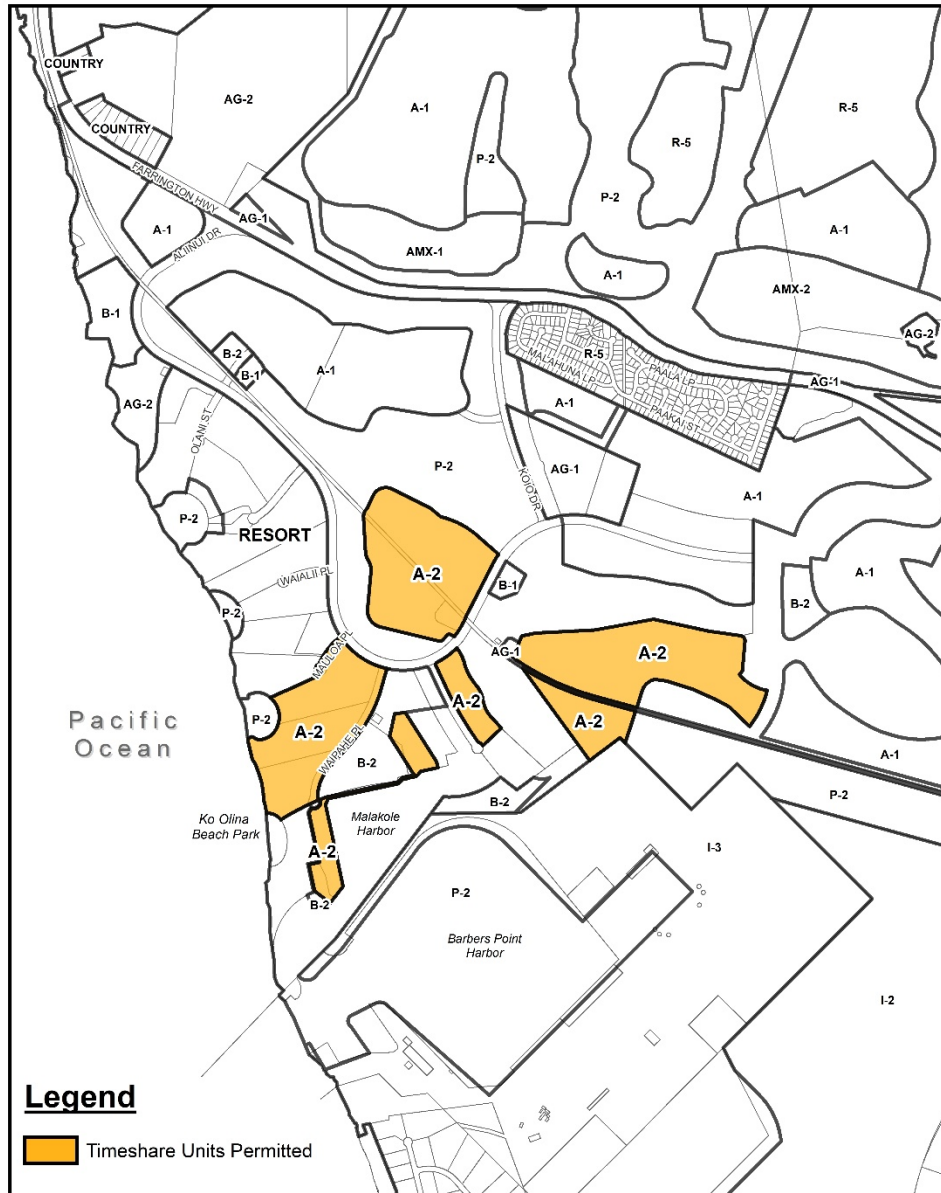 COUNTRY
AG-2
A-1
R-5
R-5
COUNTRY
P-2
P-2
FARRINGTON HWY
AG-1
A-1
ALIINUI DR
AMX-1
A-1
A-1
AMX-2
B-1
AG-2
B-2
B-1
A-1
R-5
MALAHUNA LP
PAALA LP
PAAKAI ST
AG-1
AG-2
OLANI ST
A-1
P-2
AG-1
KOIO DR
A-1
P-2
RESORT
A-2
WAIALII PL
B-1
A-1
B-2
P-2
MAULOA PL
AG-1
A-2
P-2
A-2
A-2
A-2
Pacific
Ocean
WAIPAHE PL
B-2
A-1
P-2
B-2
Ko Olina
Beach Park
Malakole
Harbor
I-3
A-2
P-2
B-2
Barbers Point
Harbor
I-2
Legend
Timeshare Units Permitted